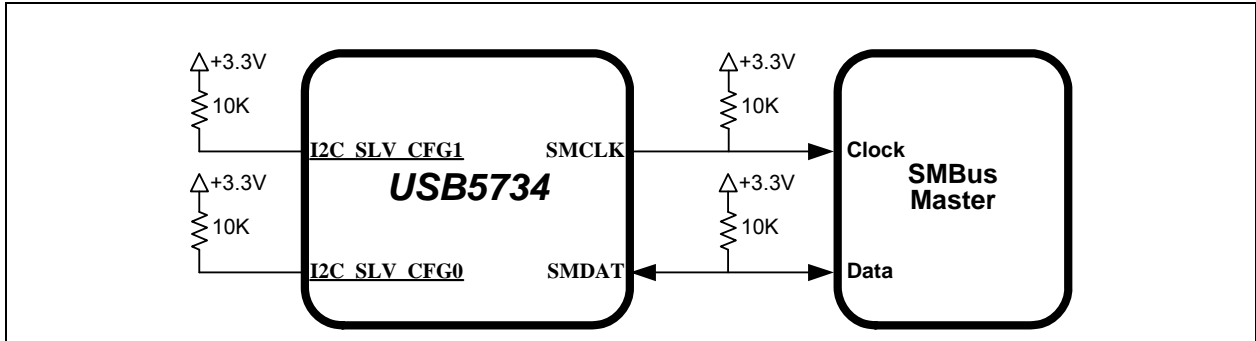 +3.3V
10K
I2C_SLV_CFG1
+3.3V
10K
I2C_SLV_CFG0
USB5734
SMCLK
SMDAT
+3.3V
10K
+3.3V
10K
Clock
SMBus
Master
Data